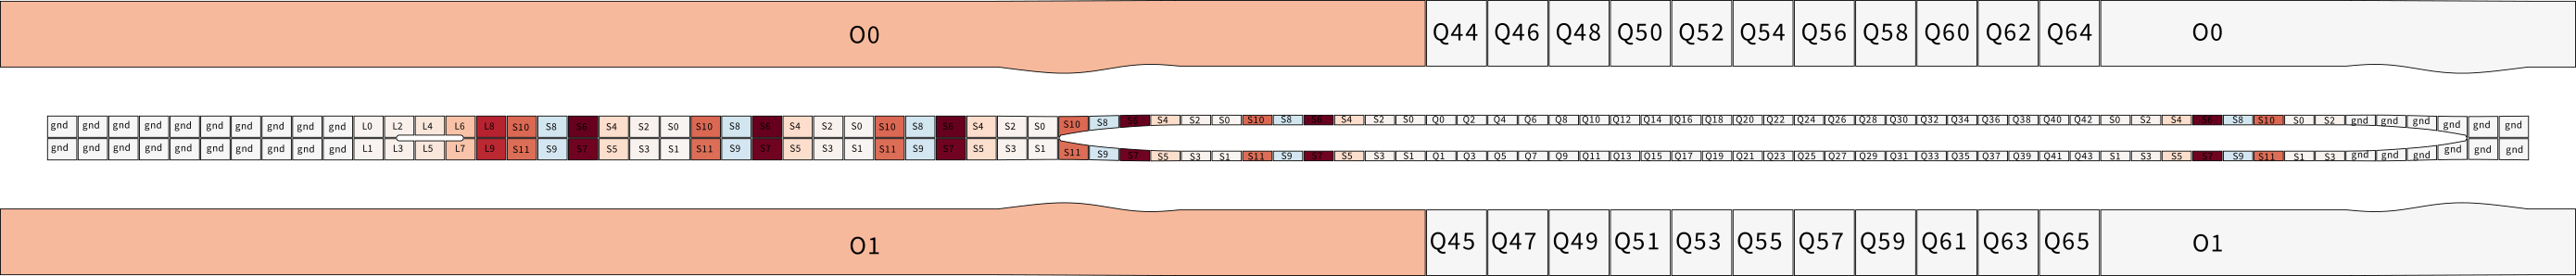 O0 Q44 Q46 Q48 Q50 Q52 Q54 Q56 Q58 Q60 Q62 Q64 O0
gnd gnd gnd gnd gnd gnd gnd gnd gnd gnd L0 L2 L4 L6 L8 S10 S8 S6 S4 S2 S0 S10 S8 S6 S4 S2 S0 S10 S8 S6 S4 S2 S0 S10 S8 S6 S4 S2 S0 S10 S8 S6 S4 S2 S0 Q0 Q2 Q4 Q6 Q8 Q10 Q12 Q14 Q16 Q18 Q20 Q22 Q24 Q26 Q28 Q30 Q32 Q34 Q36 Q38 Q40 Q42 S0 S2 S4 S6 S8 S10 S0 S2 gnd gnd gnd gnd gnd gnd
gnd gnd gnd gnd gnd gnd gnd gnd gnd gnd L1 L3 L5 L7 L9 S11 S9 S7 S5 S3 S1 S11 S9 S7 S5 S3 S1 S11 S9 S7 S5 S3 S1 S11 S9 S7 S5 S3 S1 S11 S9 S7 S5 S3 S1 Q1 Q3 Q5 Q7 Q9 Q11 Q13 Q15 Q17 Q19 Q21 Q23 Q25 Q27 Q29 Q31 Q33 Q35 Q37 Q39 Q41 Q43 S1 S3 S5 S7 S9 S11 S1 S3 gnd gnd gnd gnd gnd gnd
O1 Q45 Q47 Q49 Q51 Q53 Q55 Q57 Q59 Q61 Q63 Q65 O1